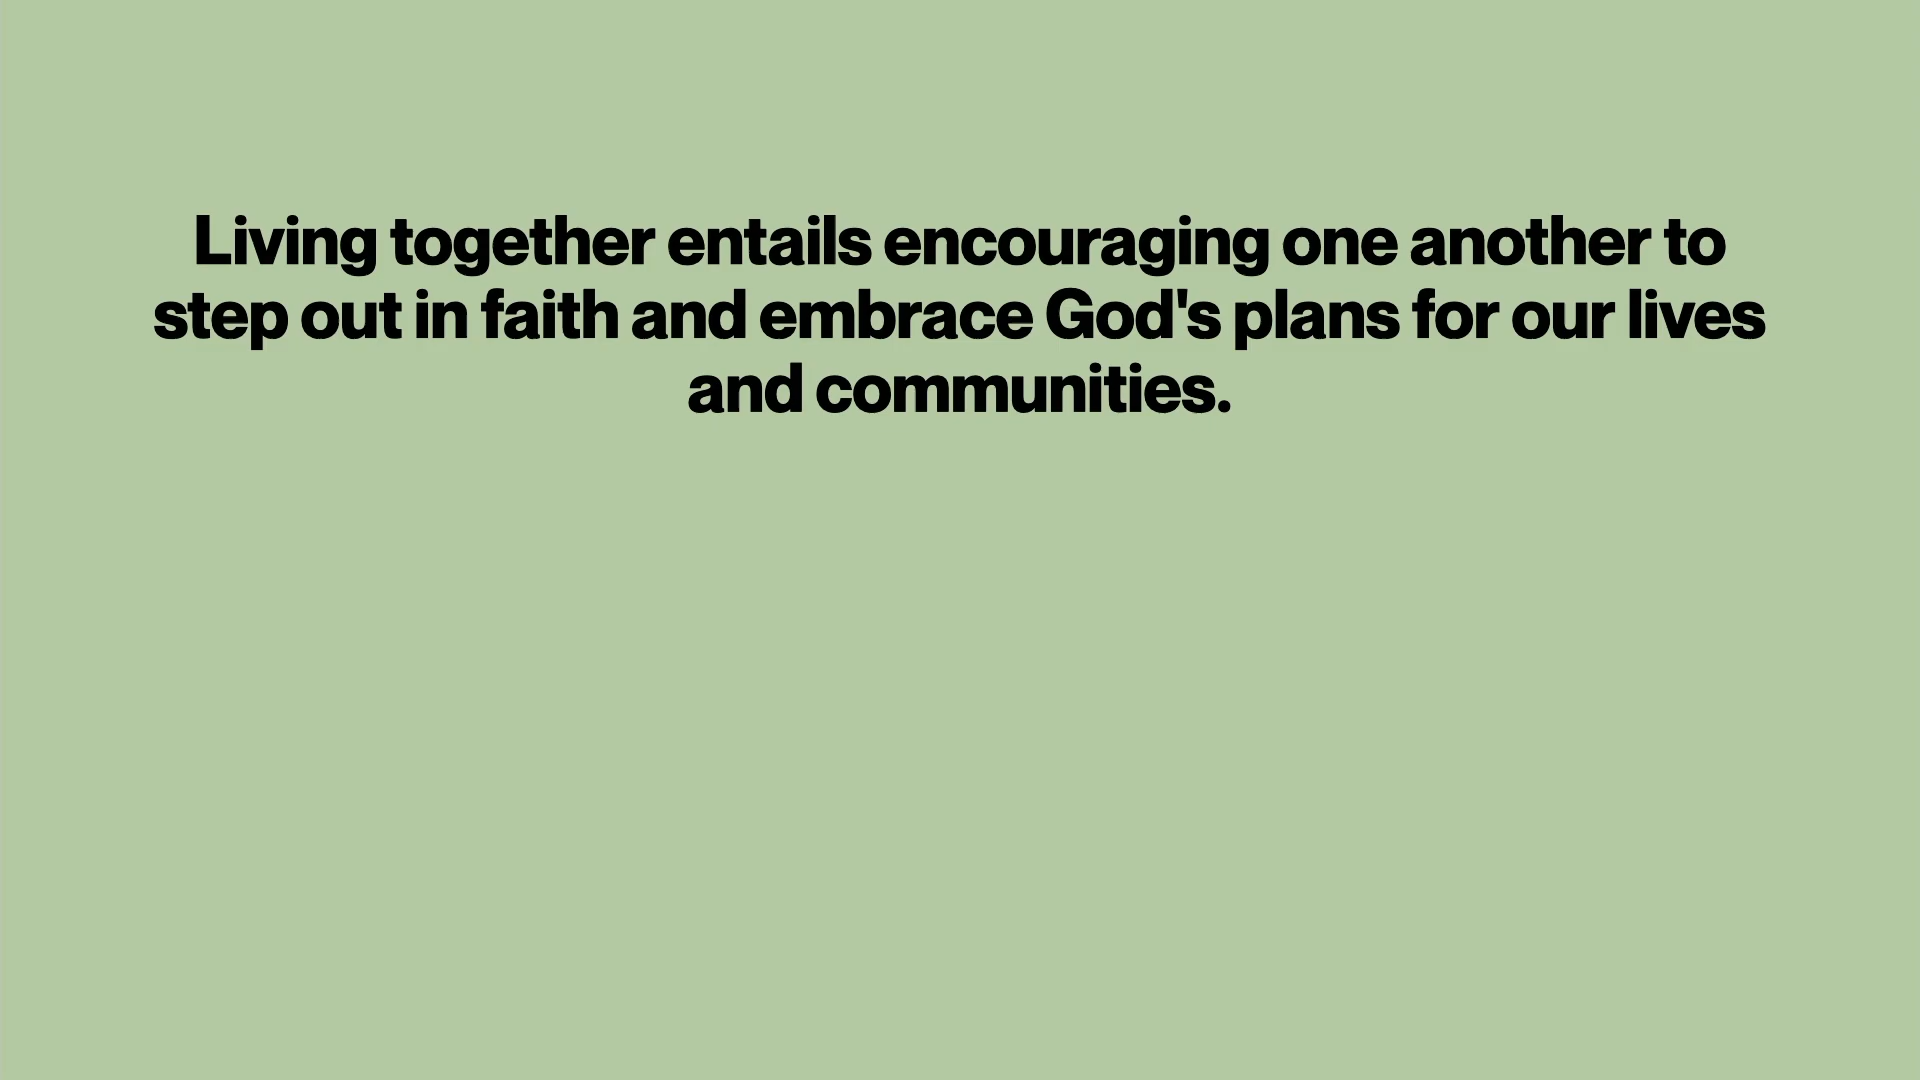 Living together entails encouraging one another to
step out in faith and embrace God's plans for our lives
and communities.